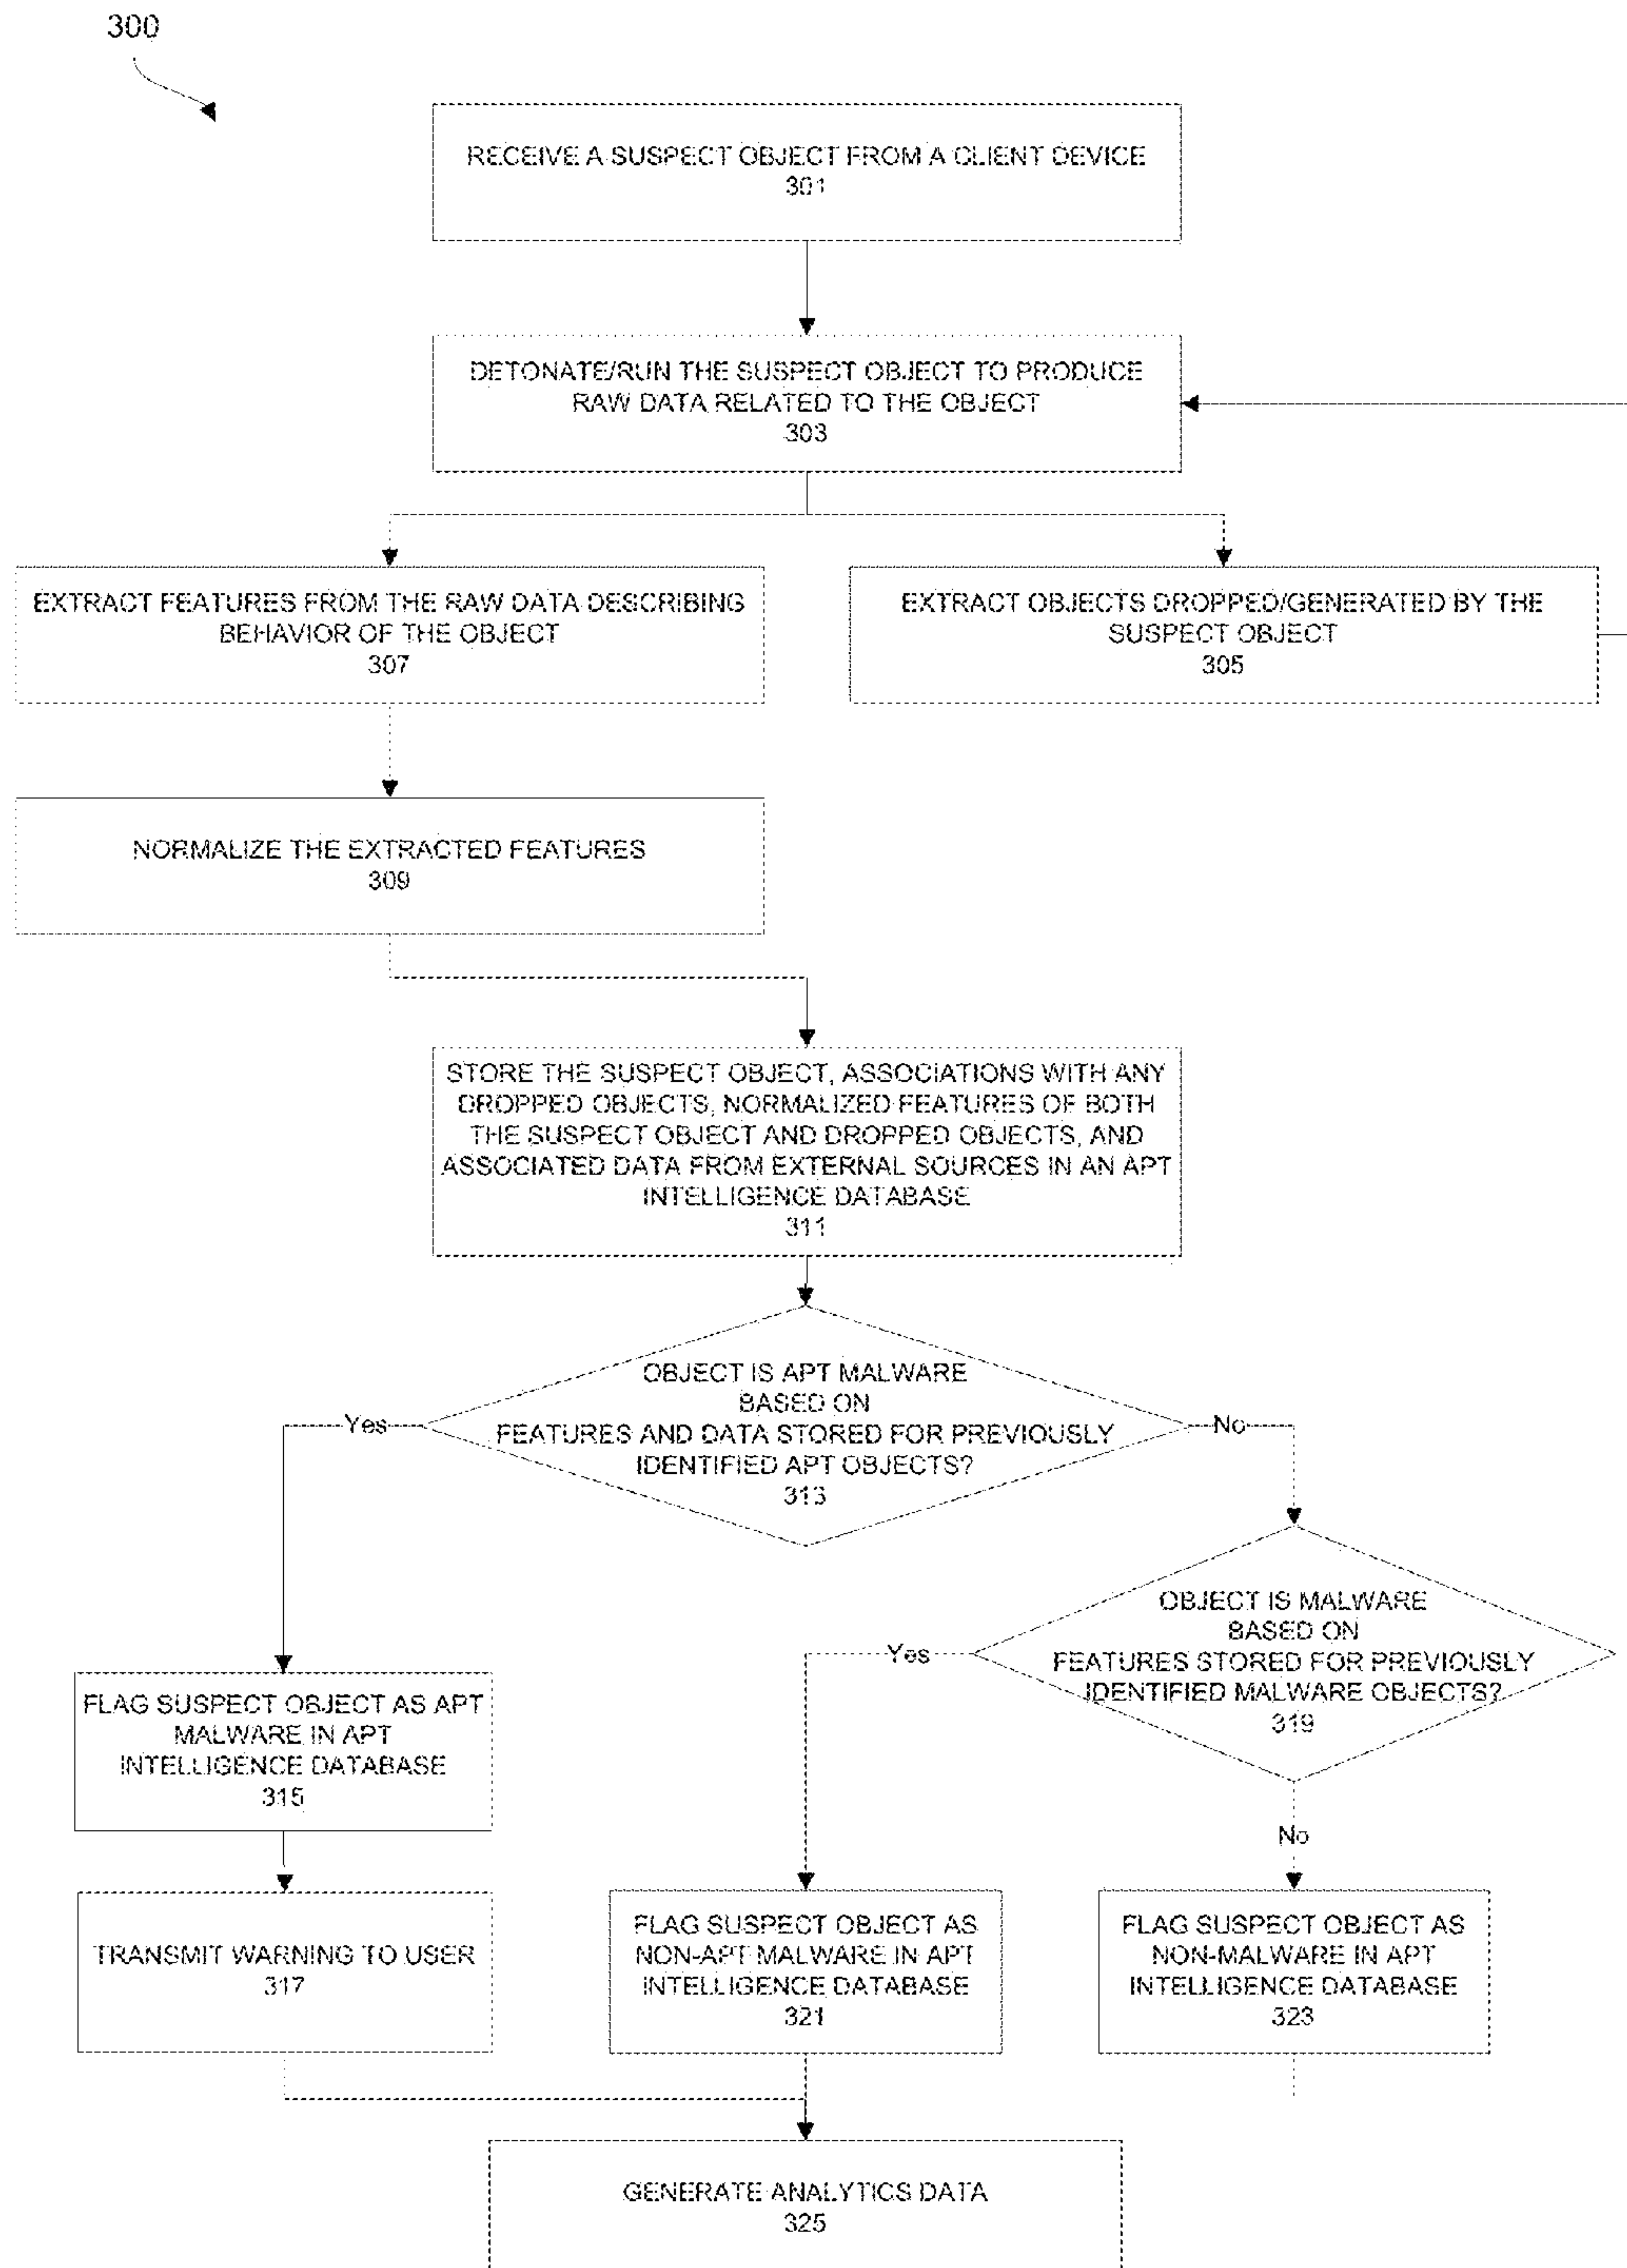 300
RECEIVE A SUSPECT OBJECT FROM A CLIENT DEVICE
301
DETONATE/RUN THE SUSPECT OBJECT TO PRODUCE
RAW DATA RELATED TO THE OBJECT
303
EXTRACT FEATURES FROM THE RAW DATA DESCRIBING
BEHAVIOR OF THE OBJECT
307
EXTRACT OBJECTS DROPPED/GENERATED BY THE
SUSPECT OBJECT
305
NORMALIZE THE EXTRACTED FEATURES
309
STORE THE SUSPECT OBJECT, ASSOCIATIONS WITH ANY
DROPPED OBJECTS, NORMALIZED FEATURES OF BOTH
THE SUSPECT OBJECT AND DROPPED OBJECTS, AND
ASSOCIATED DATA FROM EXTERNAL SOURCES IN AN APT
INTELLIGENCE DATABASE
311
OBJECT IS APT MALWARE
BASED ON
FEATURES AND DATA STORED FOR PREVIOUSLY
IDENTIFIED APT OBJECTS?
313
Yes
No
OBJECT IS MALWARE
BASED ON
FEATURES STORED FOR PREVIOUSLY
IDENTIFIED MALWARE OBJECTS?
319
Yes
No
FLAG SUSPECT OBJECT AS APT
MALWARE IN APT
INTELLIGENCE DATABASE
315
TRANSMIT WARNING TO USER
317
FLAG SUSPECT OBJECT AS
NON-APT MALWARE IN APT
INTELLIGENCE DATABASE
321
FLAG SUSPECT OBJECT AS
NON-MALWARE IN APT
INTELLIGENCE DATABASE
323
GENERATE ANALYTICS DATA
325